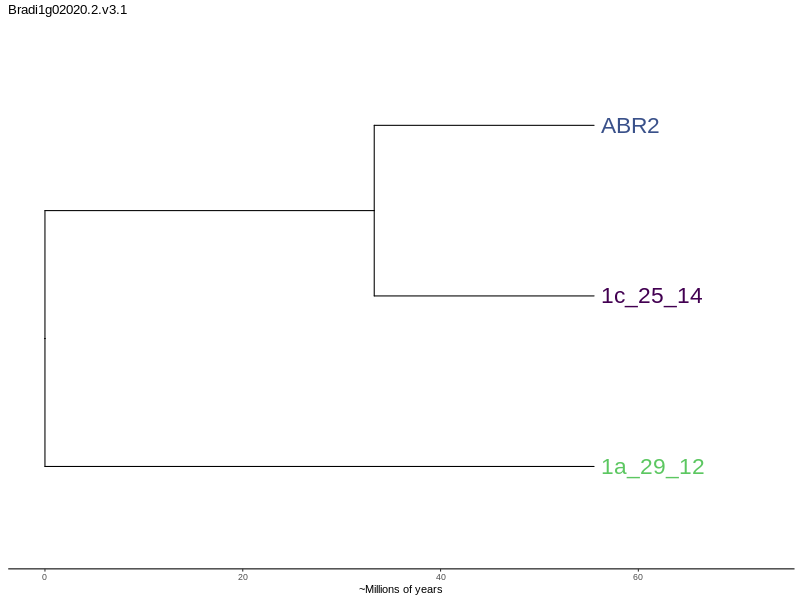 Bradi1g02020.2.v3.1
ABR2
1c_25_14
1a_29_12
0 20 40 60
~Millions of years